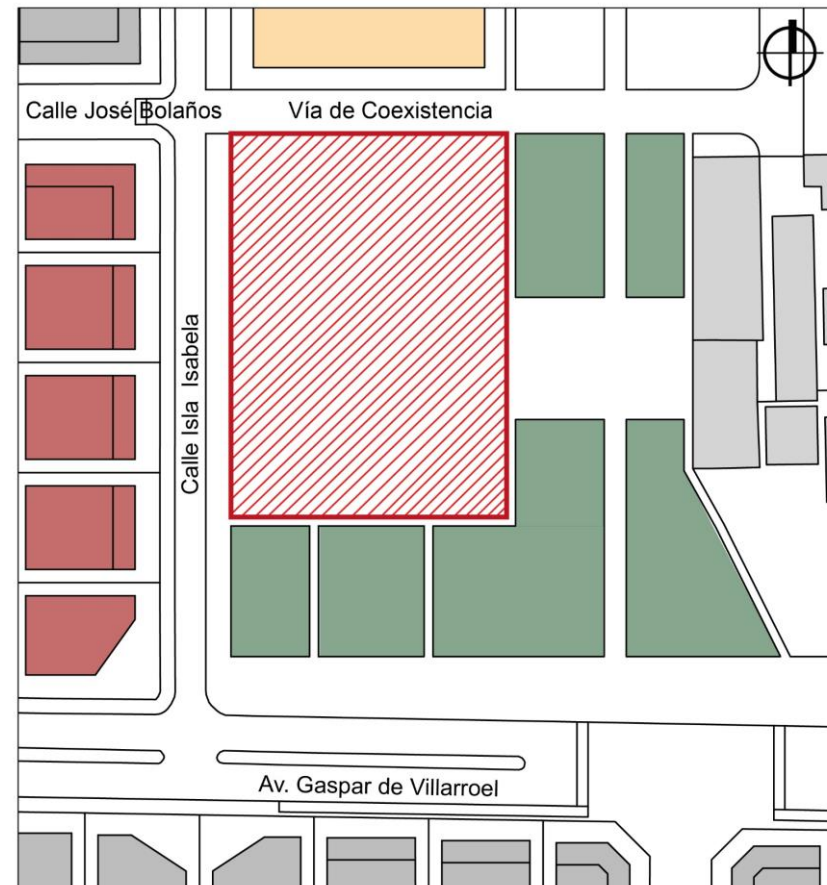 Calle José Bolaños
Vía de Coexistencia
Calle Isla Isabela
Av. Gaspar de Villarroel